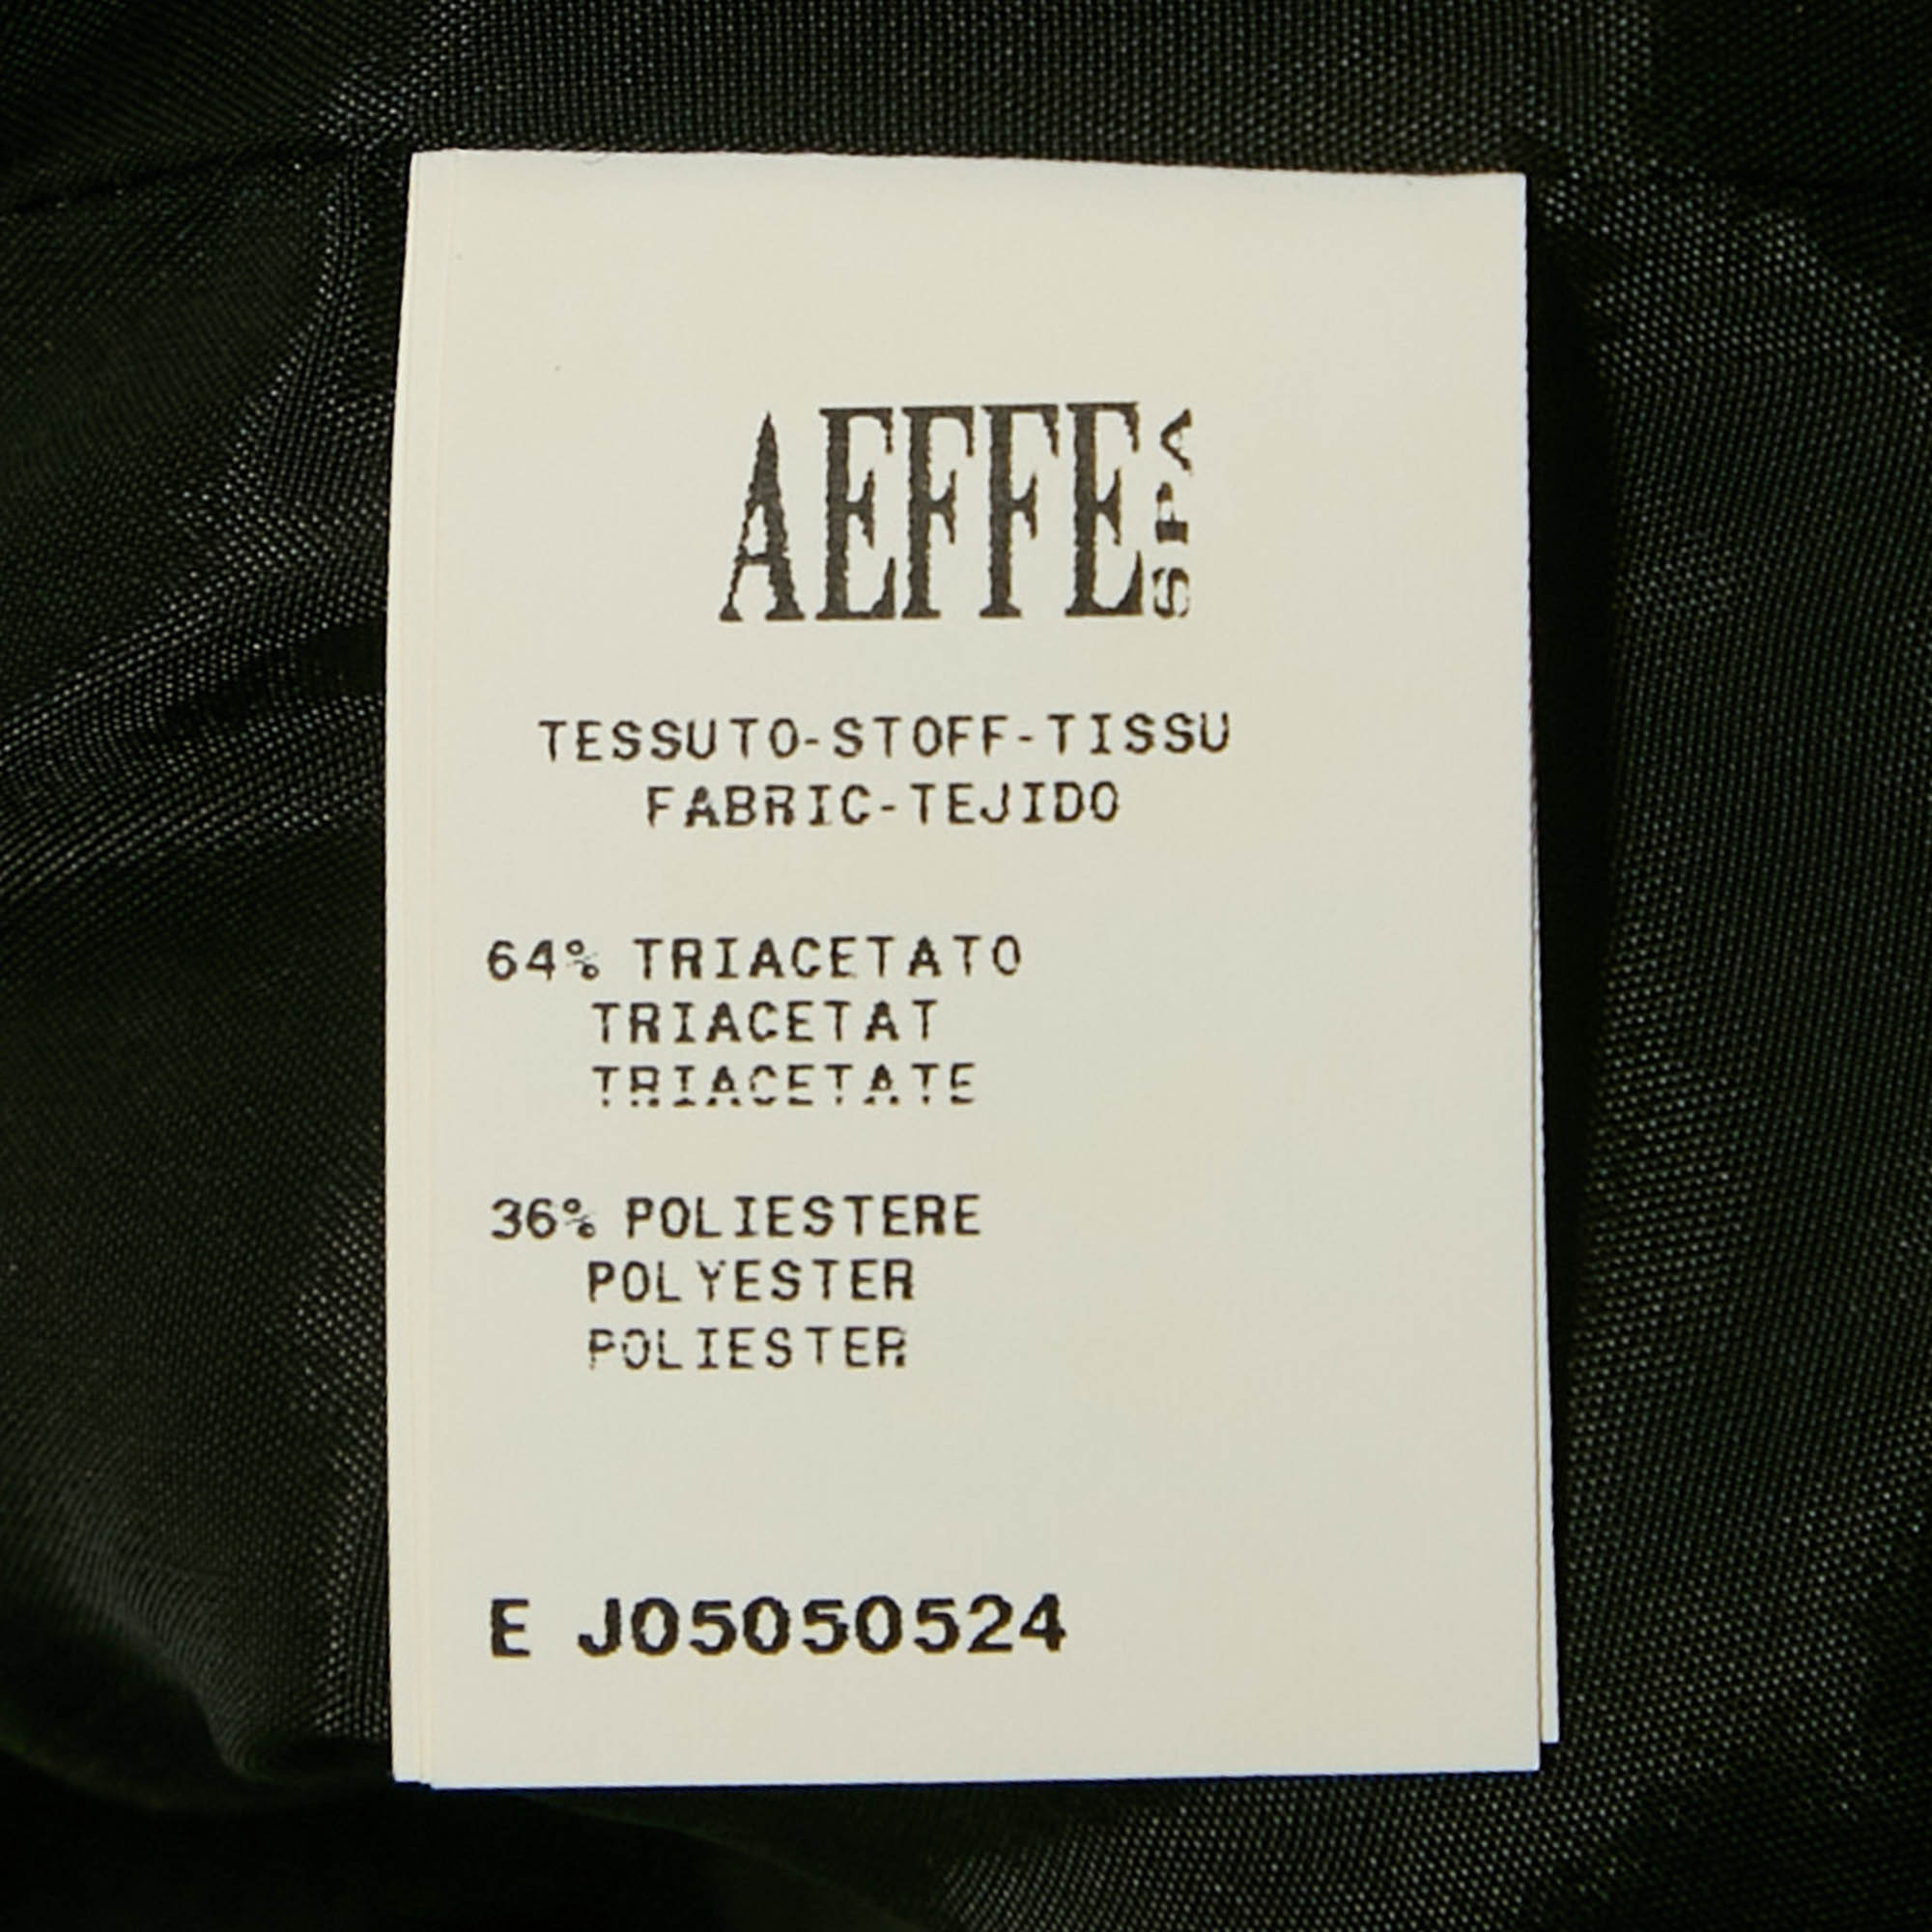 AEFFE SPA
TESSUTO-STOFF-TISSU
FABRIC-TEJIDO
64% TRIACETATO
TRIACETAT
TRIACETATE
36% POLIESTERE
POLYESTER
POLIESTER
E J05050524